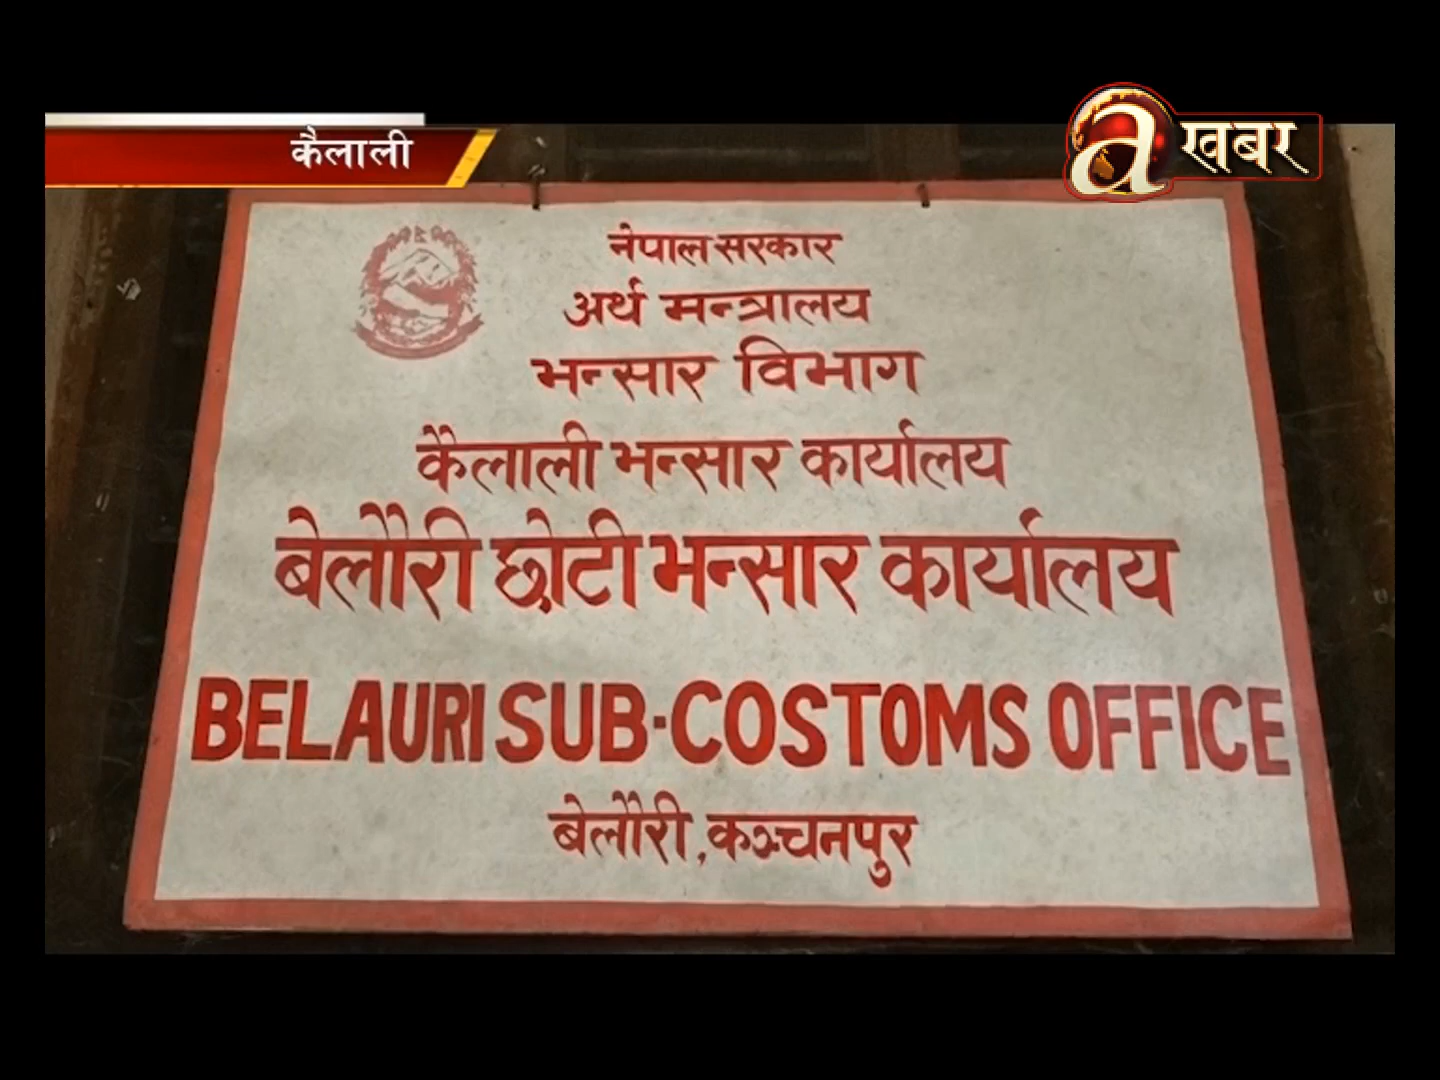 कैलाली
a खबर
नेपाल सरकार
अर्थ मन्त्रालय
भन्सार विभाग
कैलाली भन्सार कार्यालय
बेलौरी छोटी भन्सार कार्यालय
BELAURI SUB-COSTOMS OFFICE
बेलौरी, कञ्चनपुर